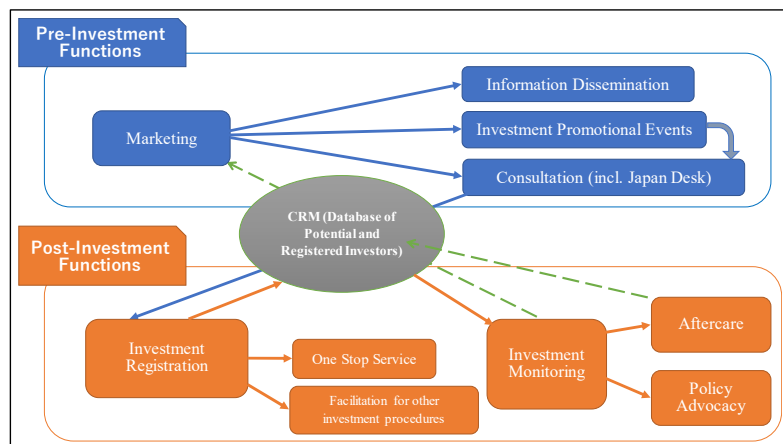 Pre-Investment
Functions
Information Dissemination
Marketing
Investment Promotional Events
Consultation (incl. Japan Desk)
CRM (Database of
Potential and
Registered Investors)
Post-Investment
Functions
Investment
Registration
One Stop Service
Facilitation for other
investment procedures
Investment
Monitoring
Aftercare
Policy
Advocacy